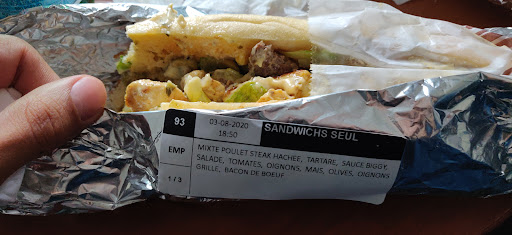 93
03-08-2020
18:50
SANDWICHS SEUL
EMP
MIXTE POULET STEAK HACHEE, TARTARE, SAUCE BIGGY,
SALADE, TOMATES, OIGNONS, MAIS, OLIVES, OIGNONS
GRILLE, BACON DE BOEUF
1 / 3